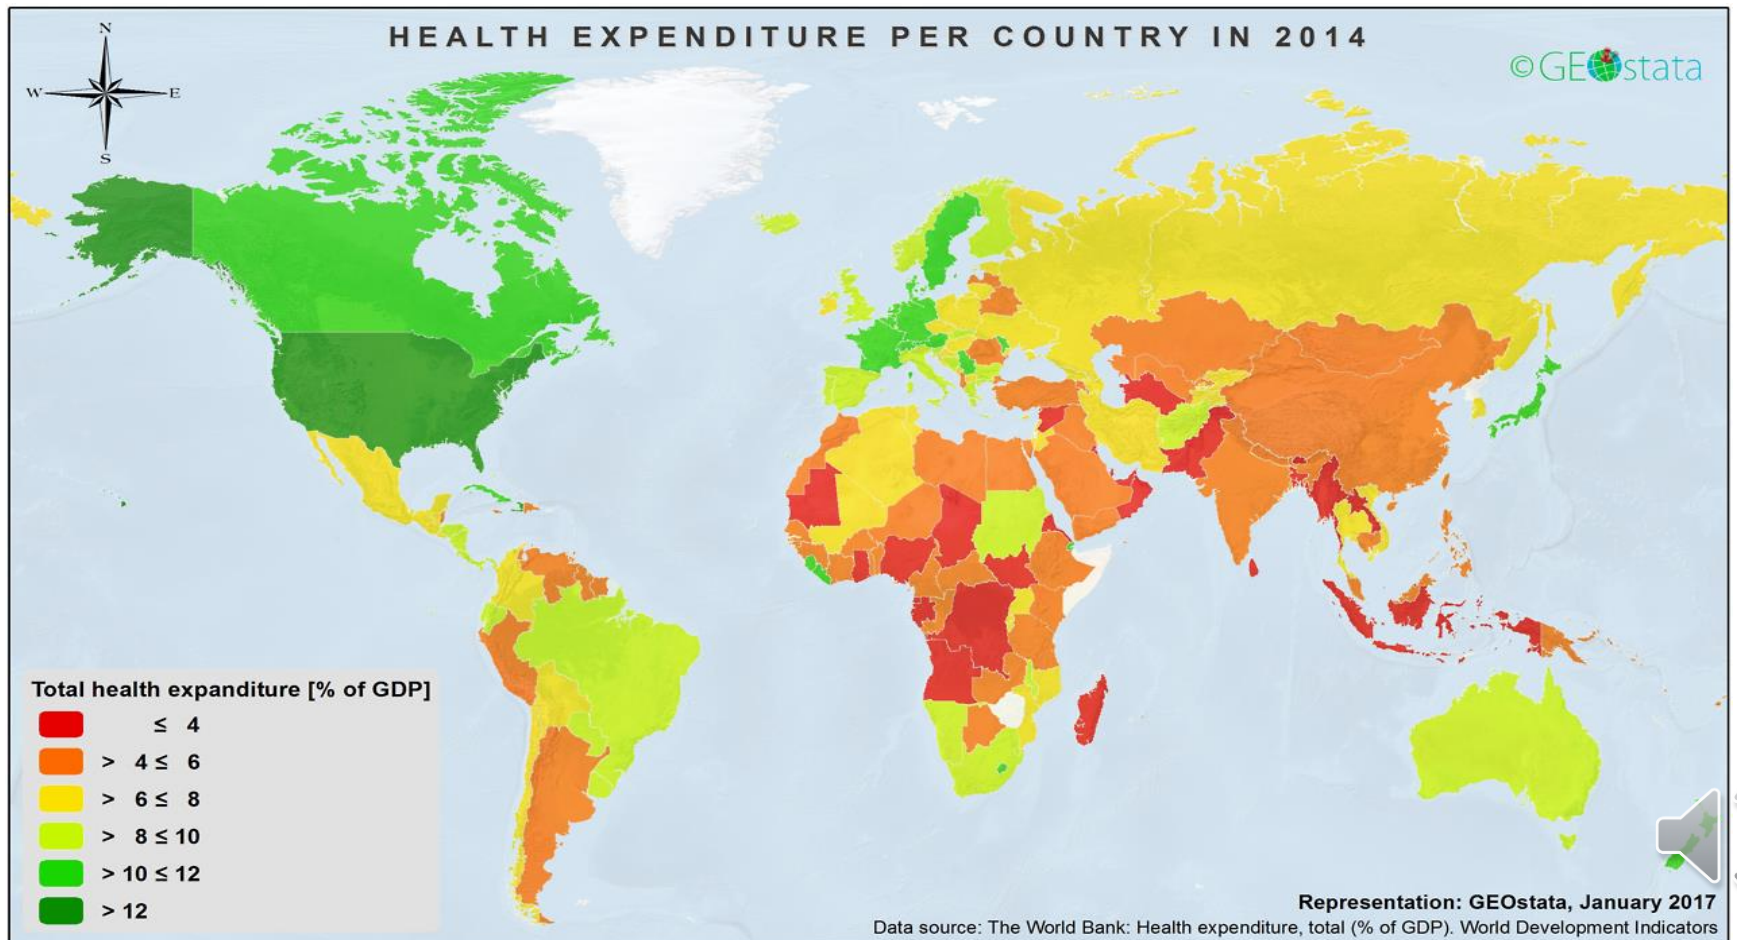 HEALTH EXPENDITURE PER COUNTRY IN 2014
N
W E
S
©GEOstata
Total health expanditure [% of GDP]
≤ 4
> 4 ≤ 6
> 6 ≤ 8
> 8 ≤ 10
> 10 ≤ 12
> 12
Representation: GEOstata, January 2017
Data source: The World Bank: Health expenditure, total (% of GDP). World Development Indicators